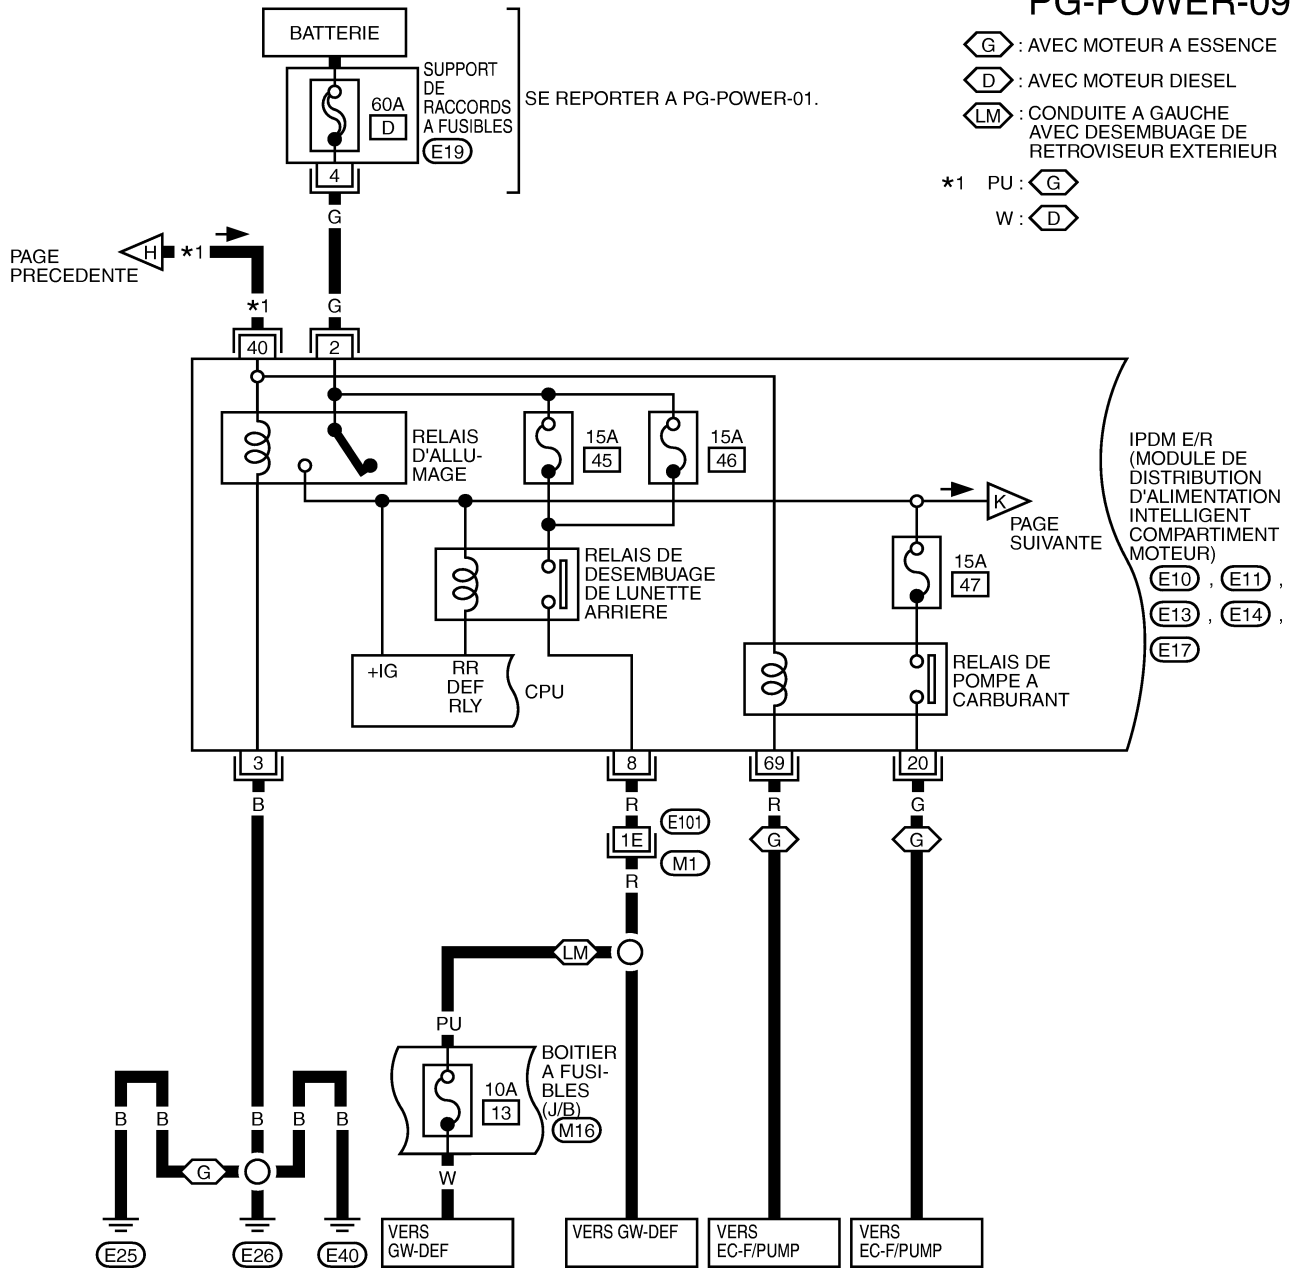 PG-POWER-09
BATTERIE
60A
D
SUPPORT
DE
RACCORDS
A FUSIBLES
E19
4
SE REPORTER A PG-POWER-01.
G : AVEC MOTEUR A ESSENCE
D : AVEC MOTEUR DIESEL
LM : CONDUITE A GAUCHE
AVEC DESEMBUAGE DE
RETROVISEUR EXTERIEUR
*1 PU : G
W : D
G
PAGE
PRECEDENTE
H *1
*1
G
40
2
RELAIS
D'ALLU-
MAGE
15A
45
15A
46
K
PAGE
SUIVANTE
IPDM E/R
(MODULE DE
DISTRIBUTION
D'ALIMENTATION
INTELLIGENT
COMPARTIMENT
MOTEUR)
E10 , E11 ,
E13 , E14 ,
E17
RELAIS DE
DESEMBUAGE
DE LUNETTE
ARRIERE
15A
47
+IG
RR
DEF
RLY
CPU
RELAIS DE
POMPE A
CARBURANT
3
8
69
20
B
R
R
G
1E
E101
M1
G
G
R
LM
PU
BOITIER
A FUSI-
BLES
(J/B)
M16
10A
13
B
B
B
B
B
G
W
E25
E26
E40
VERS
GW-DEF
VERS GW-DEF
VERS
EC-F/PUMP
VERS
EC-F/PUMP